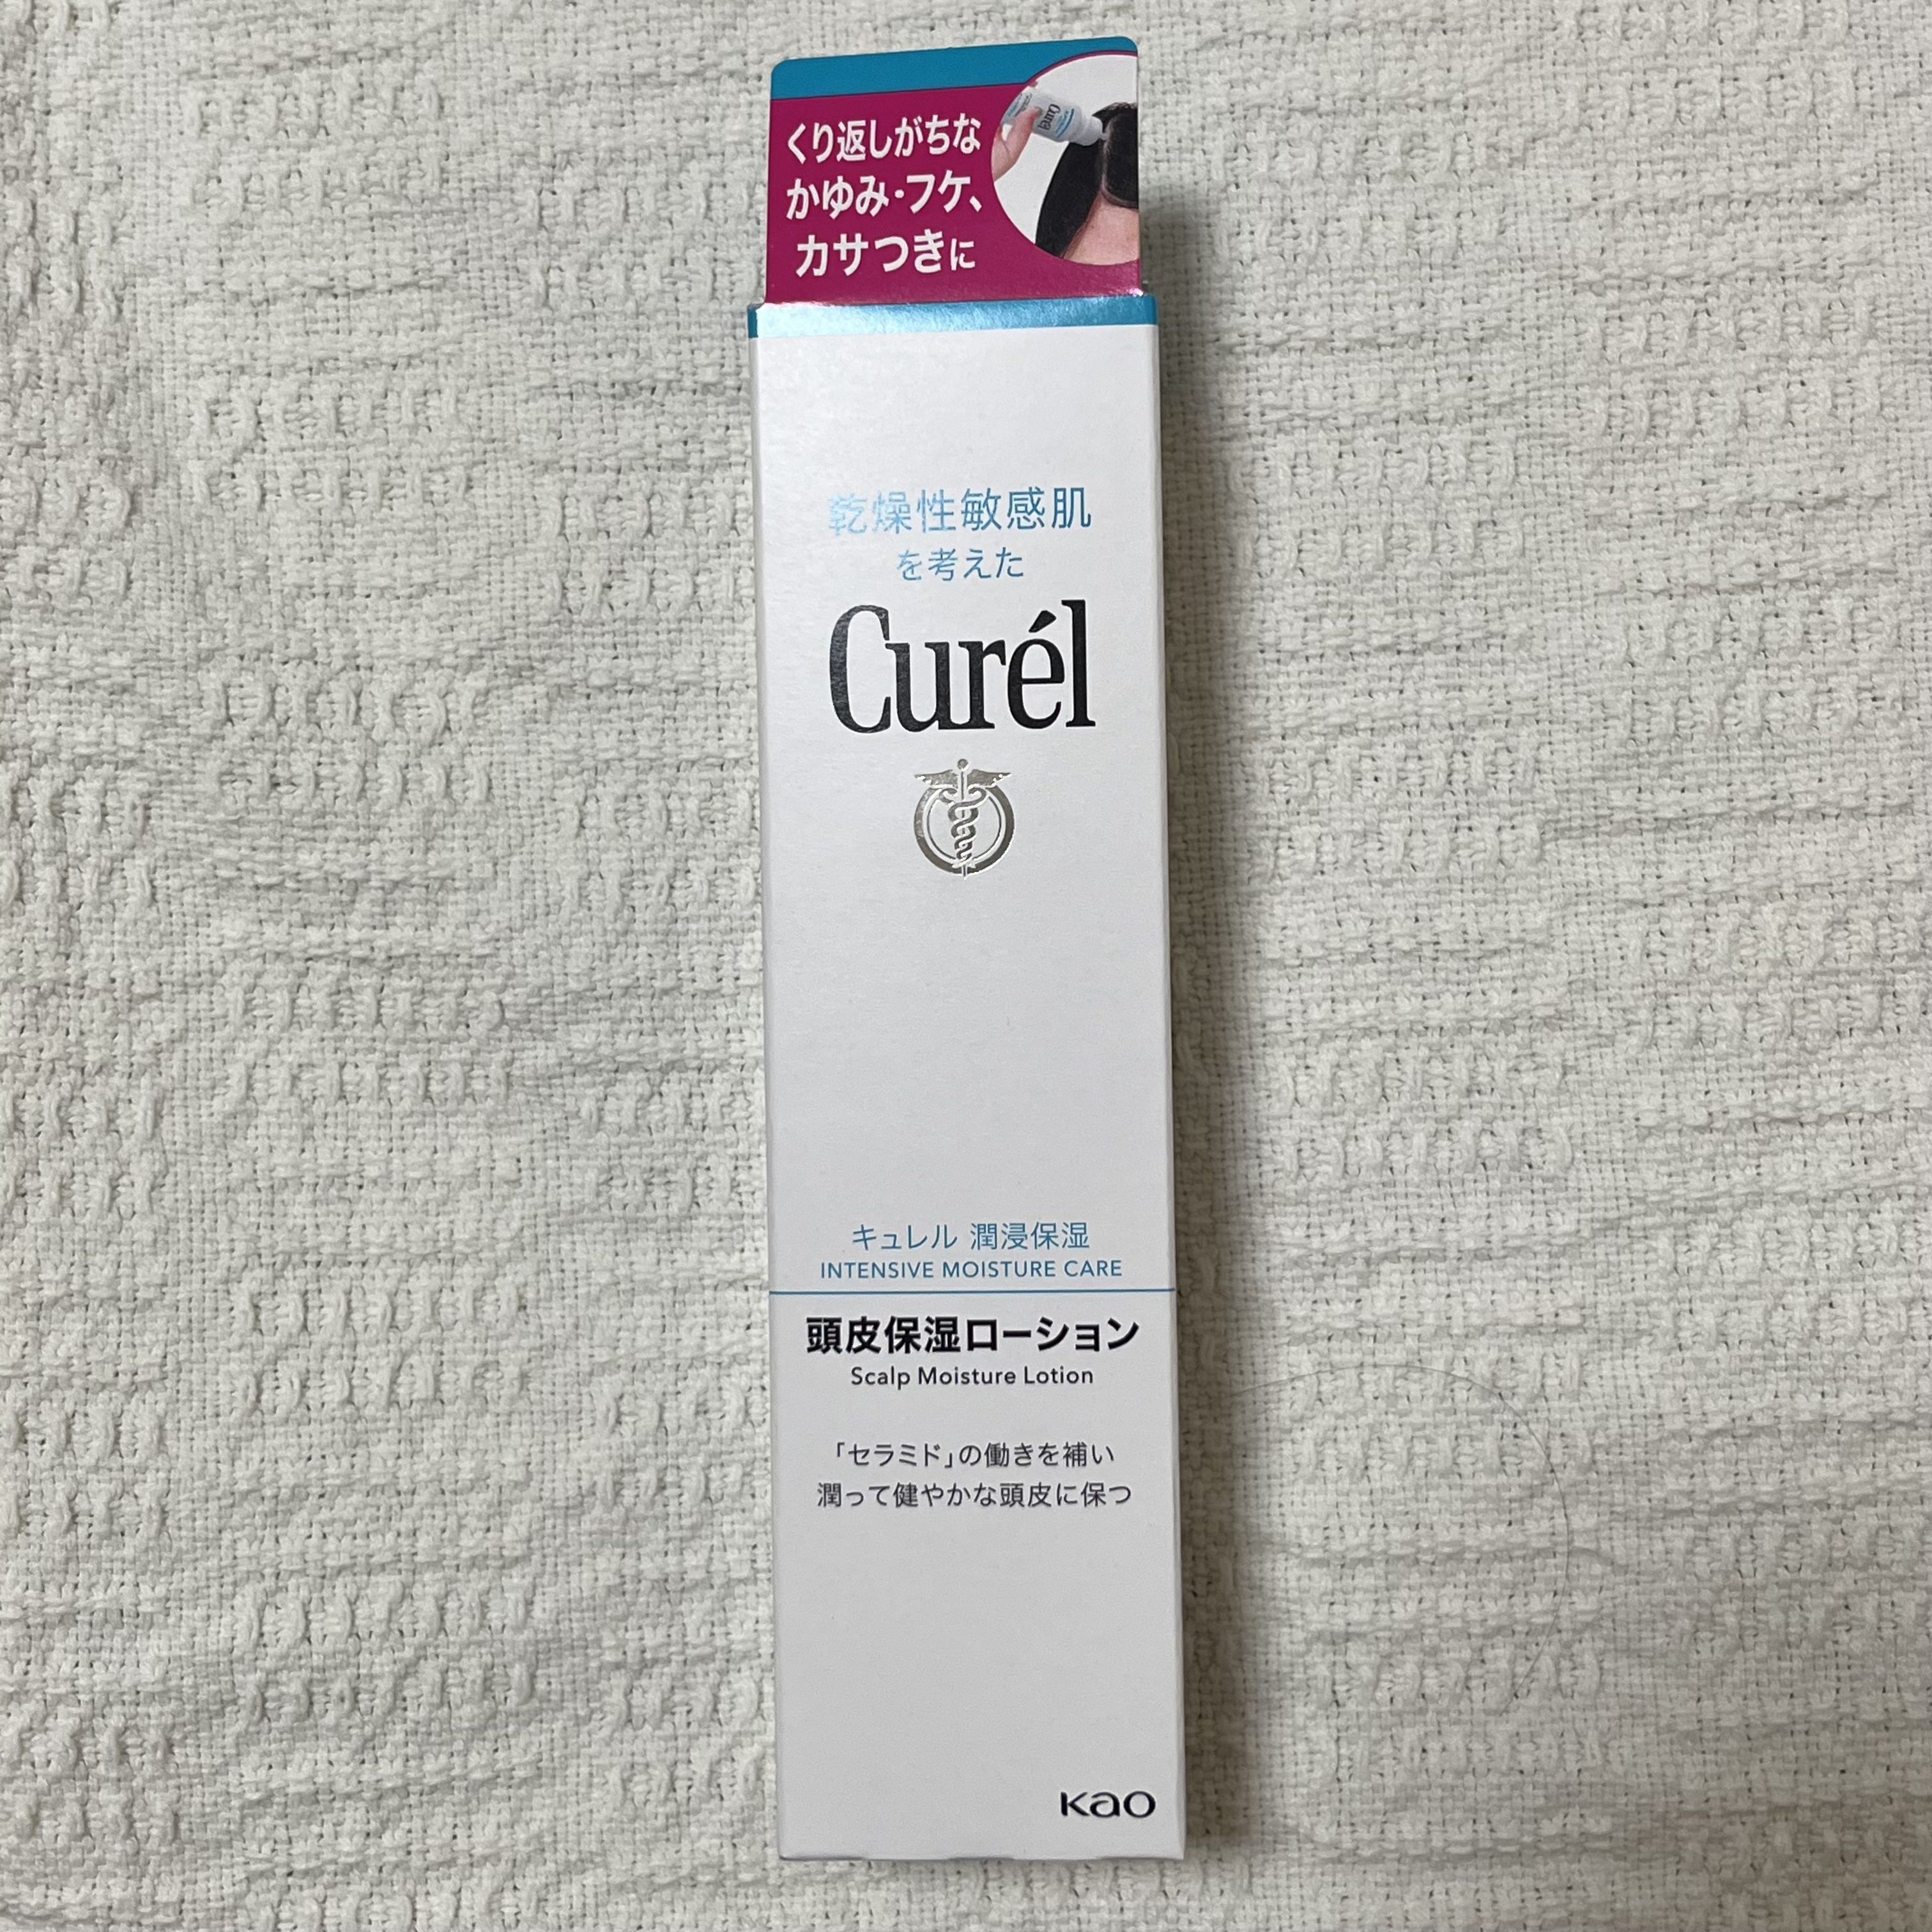 くり返しがちな
かゆみ・フケ、
カサつきに
Curél
乾燥性敏感肌
を考えた
Curél
キュレル 潤浸保湿
INTENSIVE MOISTURE CARE
頭皮保湿ローション
Scalp Moisture Lotion
「セラミド」の働きを補い
潤って健やかな頭皮に保つ
Kao